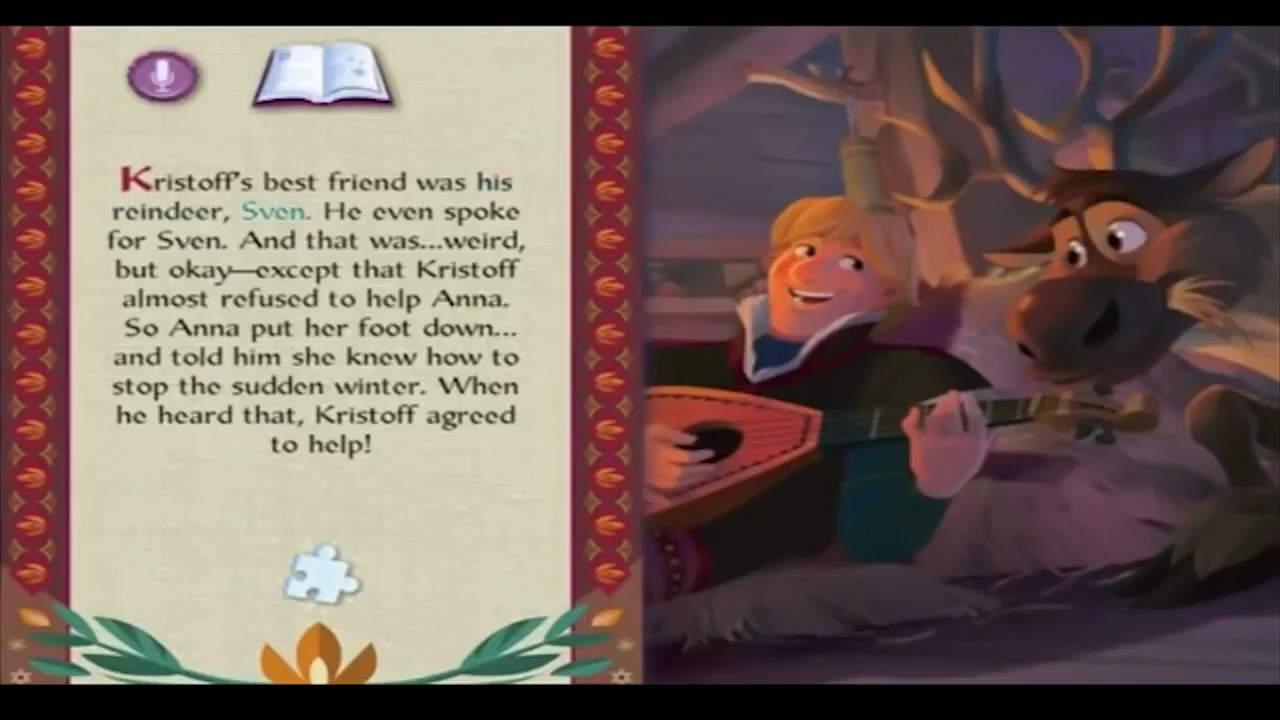 Kristoff's best friend was his
reindeer, Sven. He even spoke
for Sven. And that was...weird,
but okay—except that Kristoff
almost refused to help Anna.
So Anna put her foot down...
and told him she knew how to
stop the sudden winter. When
he heard that, Kristoff agreed
to help!